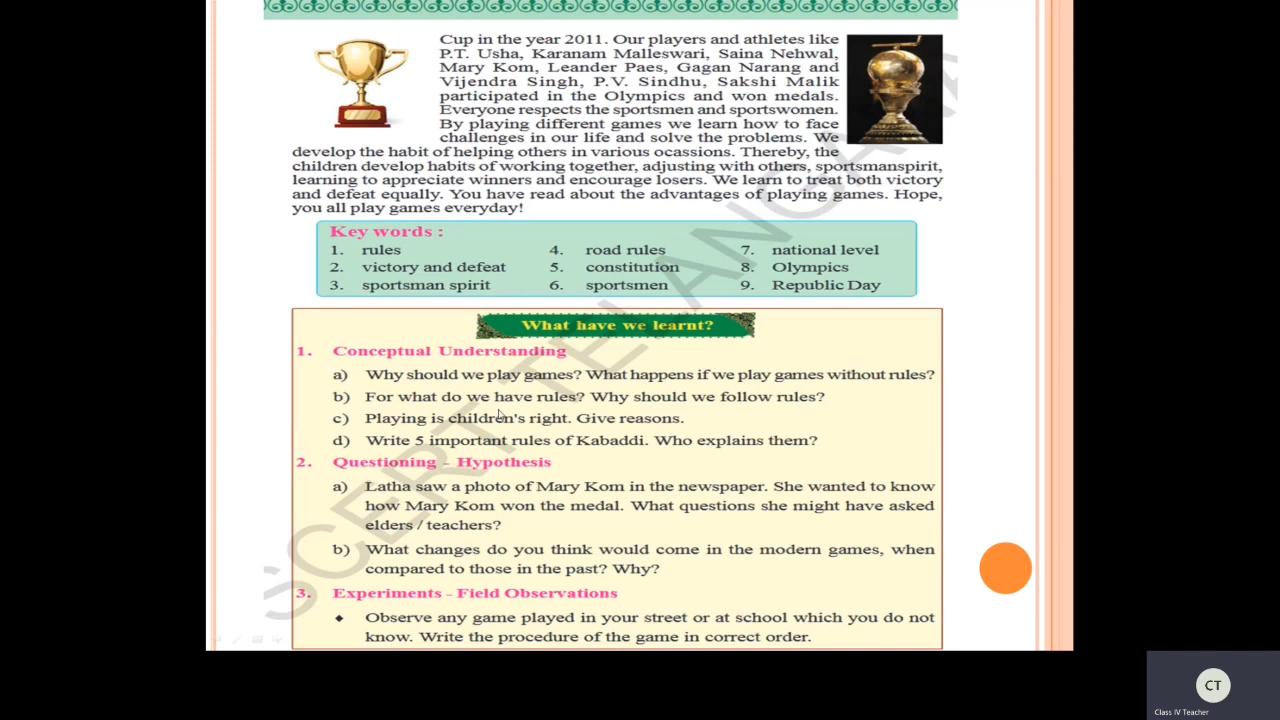 Cup in the year 2011. Our players and athletes like
P.T. Usha, Karanam Malleswari, Saina Nehwal,
Mary Kom, Leander Paes, Gagan Narang and
Vijendra Singh, P.V. Sindhu, Sakshi Malik
participated in the Olympics and won medals.
Everyone respects the sportsmen and sportswomen.
By playing different games we learn how to face
challenges in our life and solve the problems. We
develop the habit of helping others in various ocassions. Thereby, the
children develop habits of working together, adjusting with others, sportsmanspirit,
learning to appreciate winners and encourage losers. We learn to treat both victory
and defeat equally. You have read about the advantages of playing games. Hope,
you all play games everyday!
Key words :
1. rules 4. road rules 7. national level
2. victory and defeat 5. constitution 8. Olympics
3. sportsman spirit 6. sportsmen 9. Republic Day
What have we learnt?
1. Conceptual Understanding
a) Why should we play games? What happens if we play games without rules?
b) For what do we have rules? Why should we follow rules?
c) Playing is children's right. Give reasons.
d) Write 5 important rules of Kabaddi. Who explains them?
2. Questioning - Hypothesis
a) Latha saw a photo of Mary Kom in the newspaper. She wanted to know
how Mary Kom won the medal. What questions she might have asked
elders / teachers?
b) What changes do you think would come in the modern games, when
compared to those in the past? Why?
3. Experiments - Field Observations
◆ Observe any game played in your street or at school which you do not
know. Write the procedure of the game in correct order.
SCERT TELANGANA
CT
Class IV Teacher